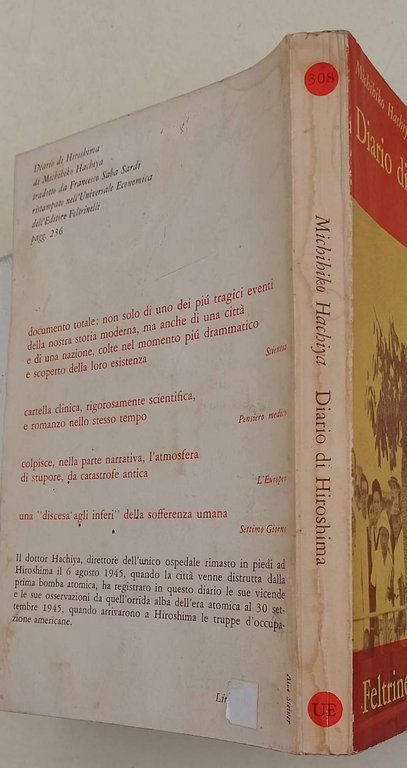 Diario di Hiroshima
di Michihiko Hachiya
tradotto da Francesco Saba Sardi
ristampato nell'Universale Economica
dell'Editore Feltrinelli
pagg. 236
documento totale: non solo di uno dei piú tragici eventi
della nostra storia moderna, ma anche di una città
e di una nazione, colte nel momento piú drammatico
e scoperto della loro esistenza
Scienza
cartella clinica, rigorosamente scientifica,
e romanzo nello stesso tempo
Pensiero medico
colpisce, nella parte narrativa, l'atmosfera
di stupore, da catastrofe antica
L'Europeo
una "discesa agli inferi" della sofferenza umana
Settimo Giorno
Il dottor Hachiya, direttore dell'unico ospedale rimasto in piedi ad
Hiroshima il 6 agosto 1945, quando la città venne distrutta dalla
prima bomba atomica, ha registrato in questo diario le sue vicende
e le sue osservazioni da quell'orrida alba dell'era atomica al 30 set-
tembre 1945, quando arrivarono a Hiroshima le truppe d'occupa-
zione americane.
Albe Steiner
308
Michihiko Hachiya Diario di Hiroshima
UE
Michihiko Hachiy
Diario di
Feltrine